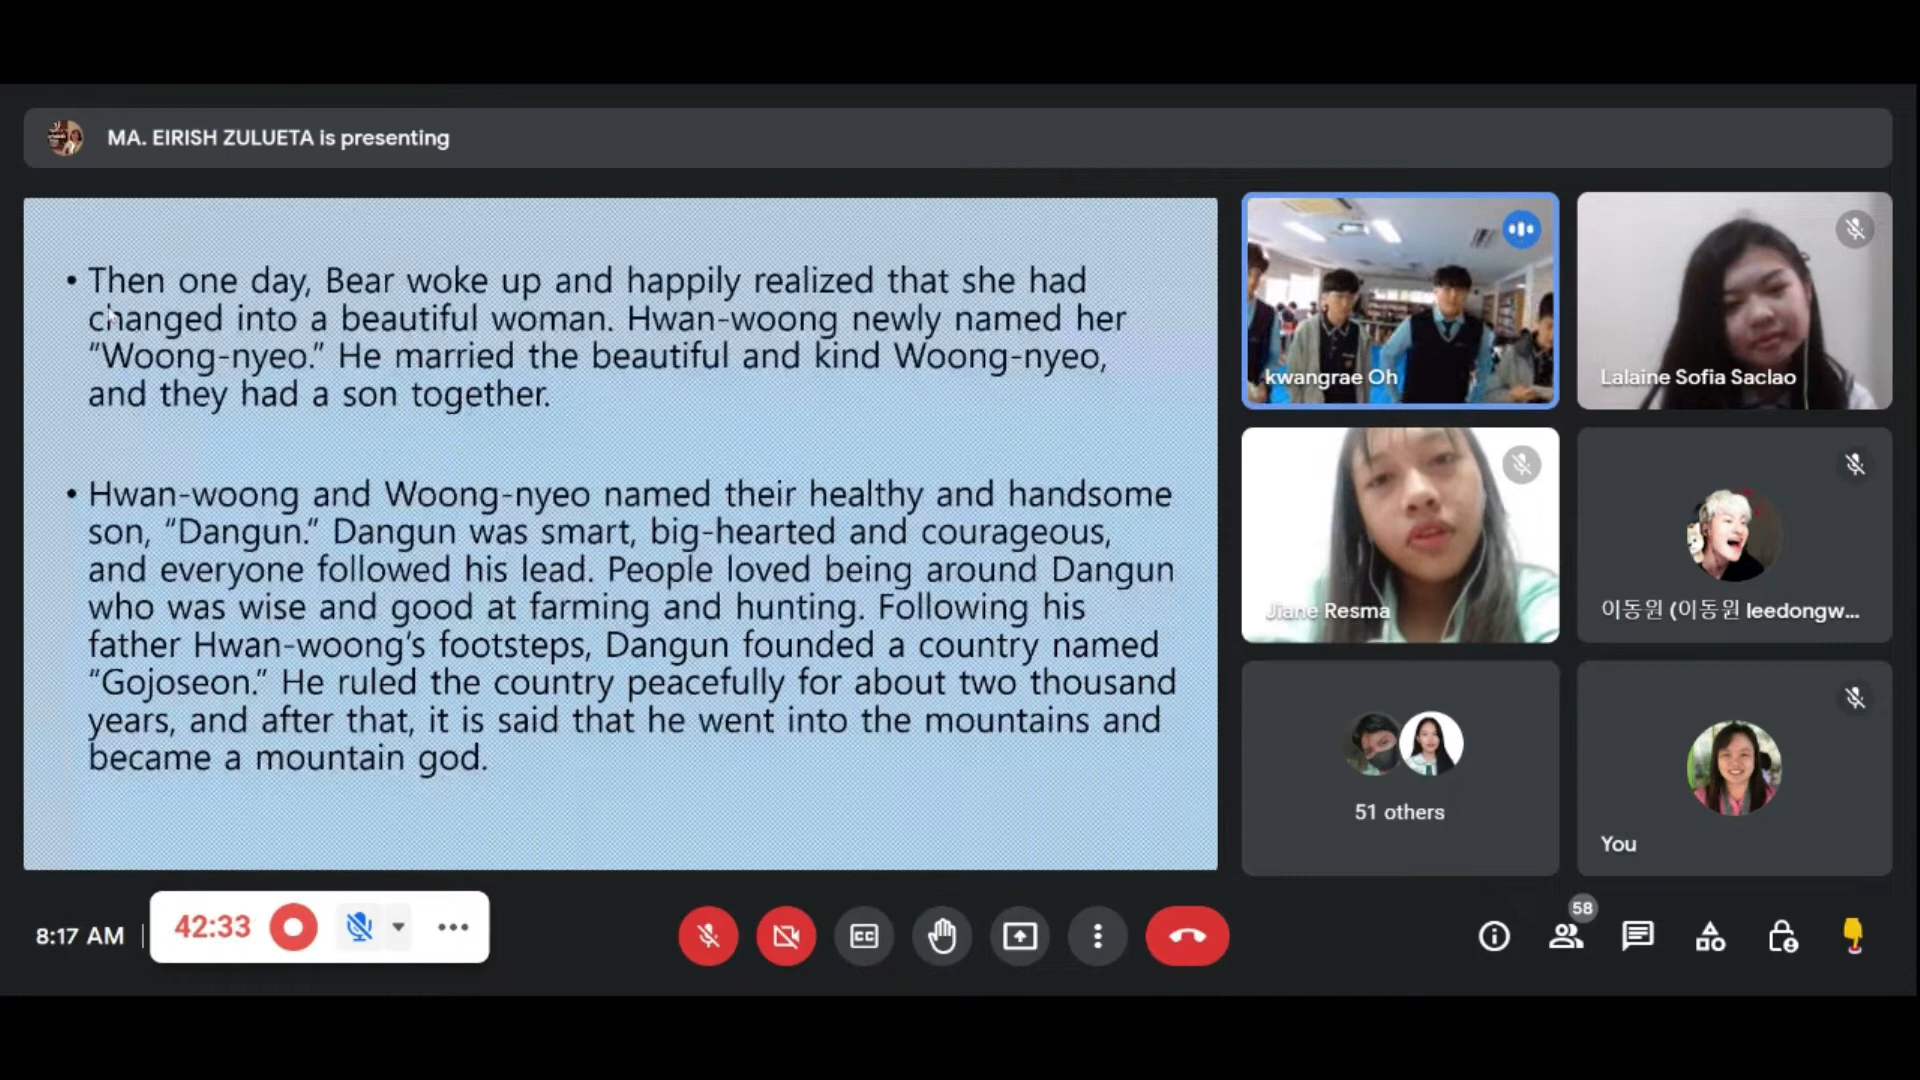 MA. EIRISH ZULUETA is presenting
• Then one day, Bear woke up and happily realized that she had
changed into a beautiful woman. Hwan-woong newly named her
“Woong-nyeo.” He married the beautiful and kind Woong-nyeo,
and they had a son together.
• Hwan-woong and Woong-nyeo named their healthy and handsome
son, “Dangun.” Dangun was smart, big-hearted and courageous,
and everyone followed his lead. People loved being around Dangun
who was wise and good at farming and hunting. Following his
father Hwan-woong’s footsteps, Dangun founded a country named
“Gojoseon.” He ruled the country peacefully for about two thousand
years, and after that, it is said that he went into the mountains and
became a mountain god.
kwangrae Oh
Lalaine Sofia Saclao
Jiane Resma
이동원 (이동원 leedongw...
51 others
You
8:17 AM
42:33
CC
58